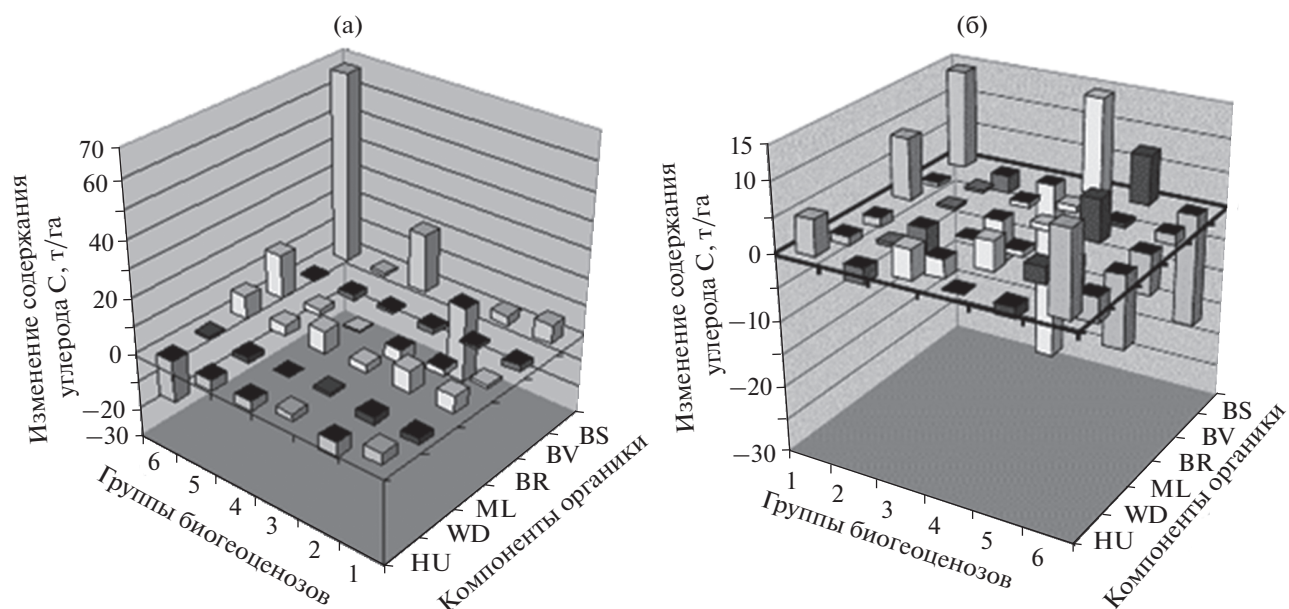 (а)
Изменение содержания
углерода С, т/га
70
60
40
20
0
−20
−30
6
5
4
3
2
1
Группы биогеоценозов
HU
WD
ML
BR
BV
BS
Компоненты органики
(б)
Изменение содержания
углерода С, т/га
15
10
0
−10
−20
−30
1
2
3
4
5
6
Группы биогеоценозов
HU
WD
ML
BR
BV
BS
Компоненты органики